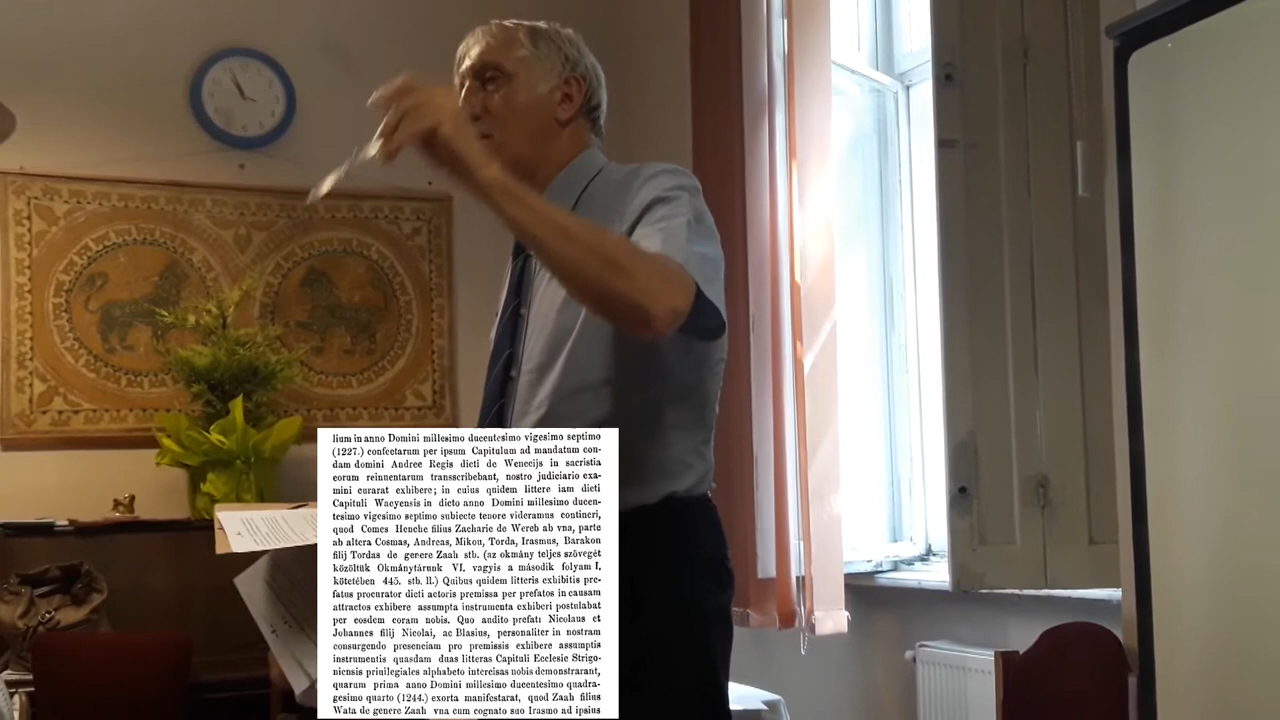 lium in anno Domini millesimo ducentesimo vigesimo septimo
(1227.) confectarum per ipsum Capitulum ad mandatum con-
dam domini Andree Regis dicti de Wenecijs in sacristia
eorum reinuentarum transscribebant, nostro judiciario exa-
mini curarat exhibere; in cuius quidem littere iam dicti
Capituli Wacyensis in dicto anno Domini millesimo ducen-
tesimo vigesimo septimo subiecte tenore videramus contineri,
quod Comes Henche filius Zacharie de Wereb ab vna, parte
ab altera Cosmas, Andreas, Mikou, Torda, Irasmus, Barakon
filij Tordas de genere Zaah stb. (az okmány teljes szövegét
közöltük Okmánytárunk VI. vagyis a második folyam I.
kötetében 445. stb. ll.) Quibus quidem litteris exhibitis pre-
fatus procurator dicti actoris premissa per prefatos in causam
attractos exhibere assumpta instrumenta exhiberi postulabat
per eosdem coram nobis. Quo audito prefati Nicolaus et
Johannes filij Nicolai, ac Blasius, personaliter in nostram
consurgendo presenciam pro premissis exhibere assumptis
instrumentis quasdam duas litteras Capituli Ecclesie Strigo-
niensis priuilegiales alphabeto intercisas nobis demonstrarant,
quarum prima anno Domini millesimo ducentesimo quadra-
gesimo quarto (1244.) exorta manifestarat, quod Zaah filius
Wata de genere Zaah vna cum cognato suo Irasmo ad ipsius